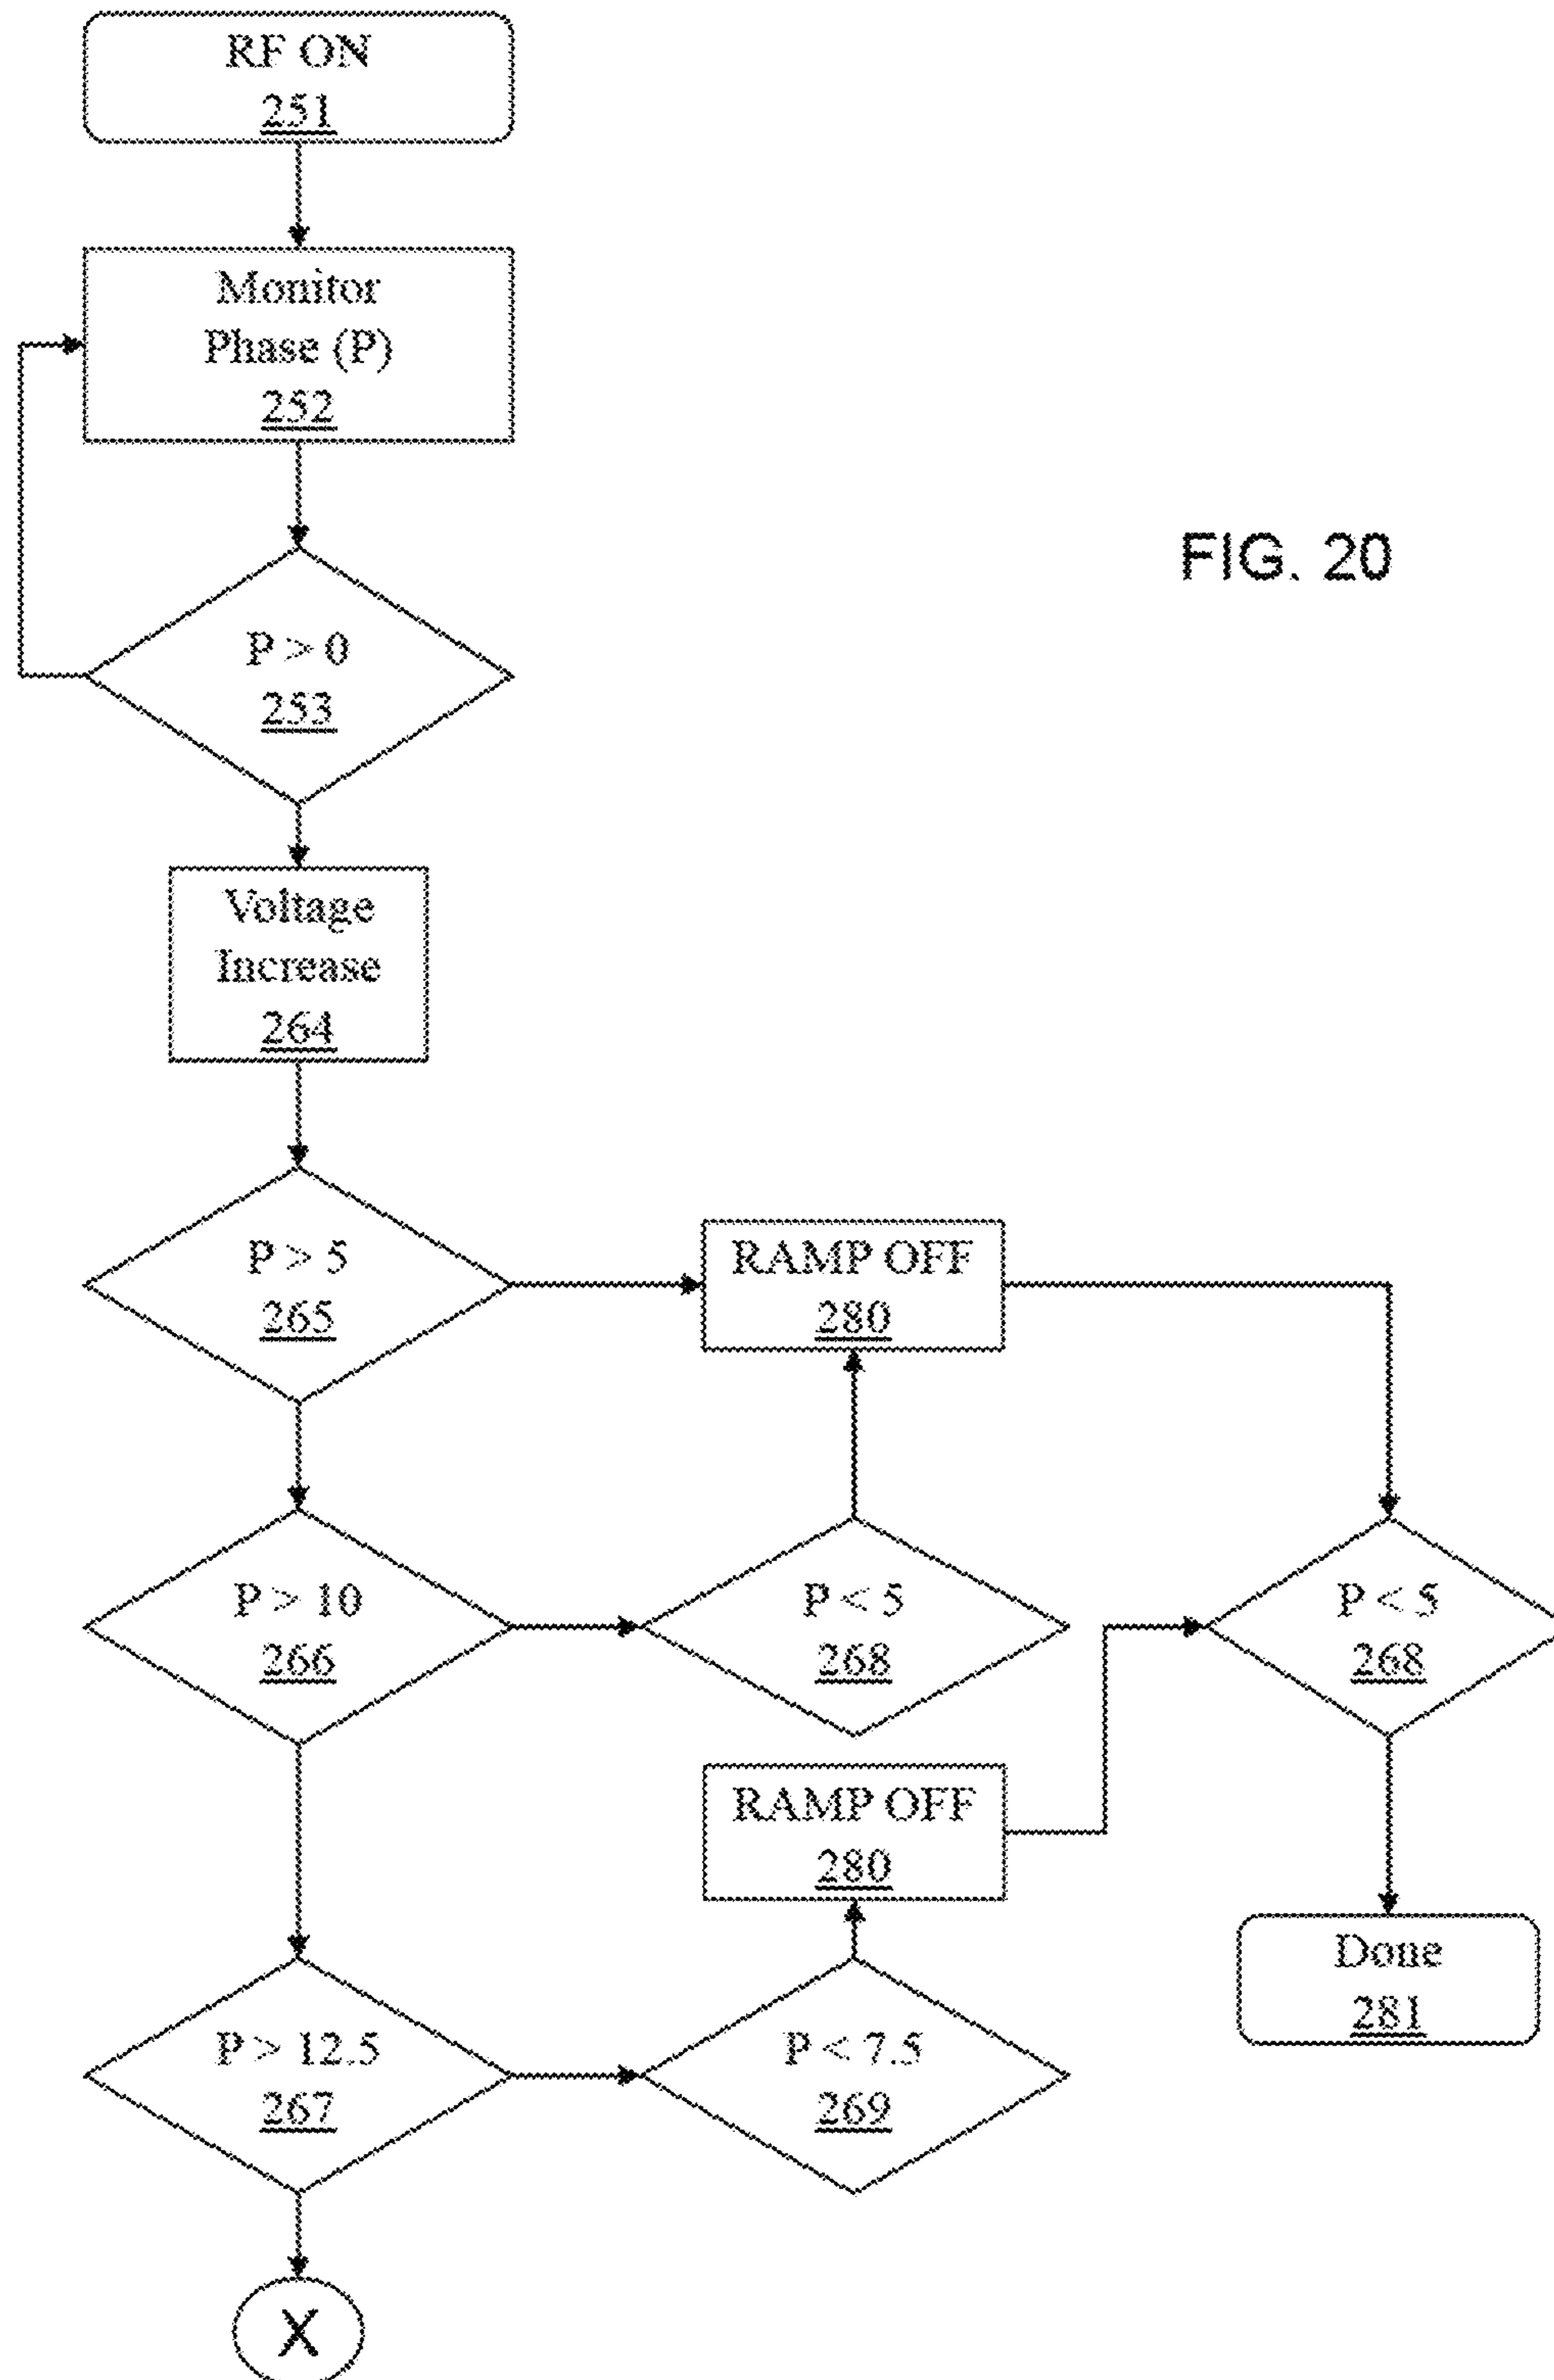 RF ON
251
Monitor
Phase (P)
252
FIG. 20
P > 0
253
Voltage
Increase
264
P > 5
265
RAMP OFF
280
P > 10
266
P < 5
268
P < 5
268
RAMP OFF
280
Done
281
P > 12.5
267
P < 7.5
269
X